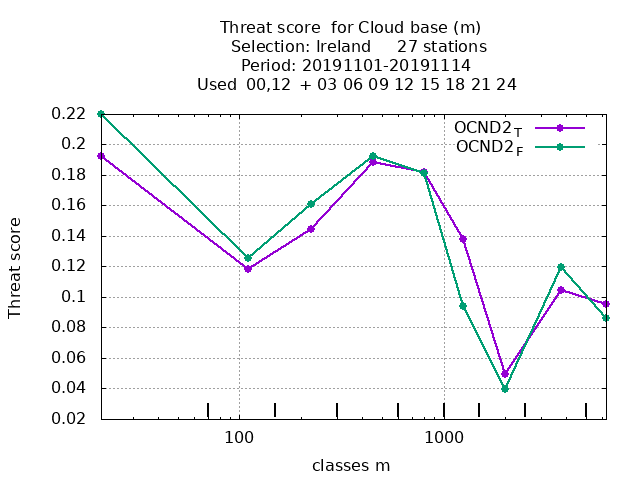 Threat score  for Cloud base (m)
Selection: Ireland     27 stations
Period: 20191101-20191114
Used  00,12  + 03 06 09 12 15 18 21 24
OCND2T
OCND2F
0.22
0.2
0.18
0.16
0.14
0.12
0.1
0.08
0.06
0.04
0.02
Threat score
100
1000
classes m